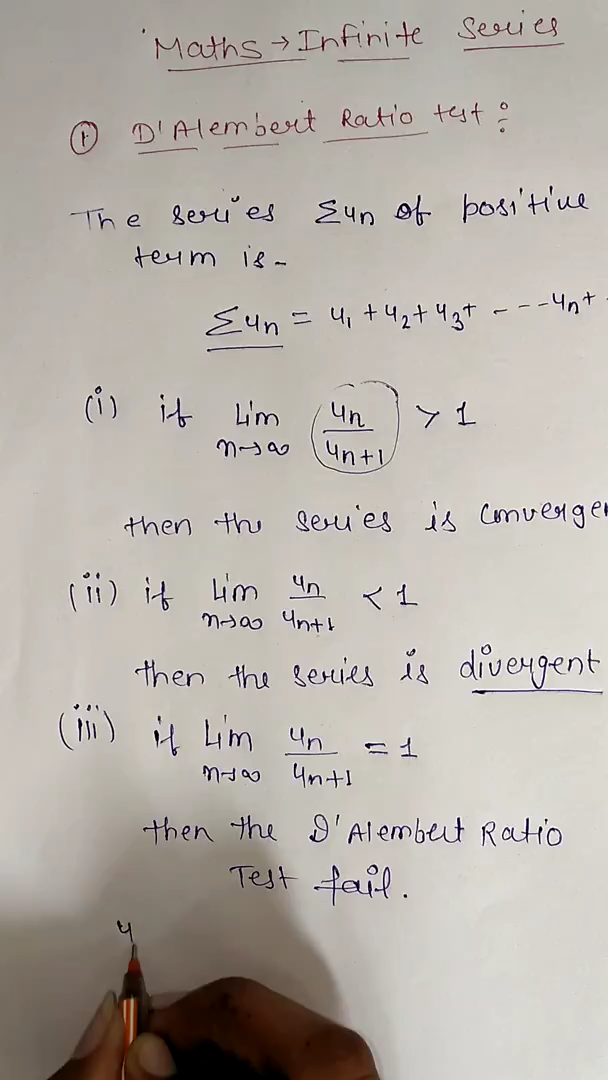 Maths → Infinite Series
① D'Alembert Ratio test :
The series Σun of positive
term is -
Σun = u1 + u2 + u3 + - - - un +
(i) if Lim n→∞ un/un+1 > 1
then the series is converge
(ii) if Lim n→∞ un/un+1 < 1
then the series is divergent
(iii) if Lim n→∞ un/un+1 = 1
then the D'Alembert Ratio
Test fail.
u